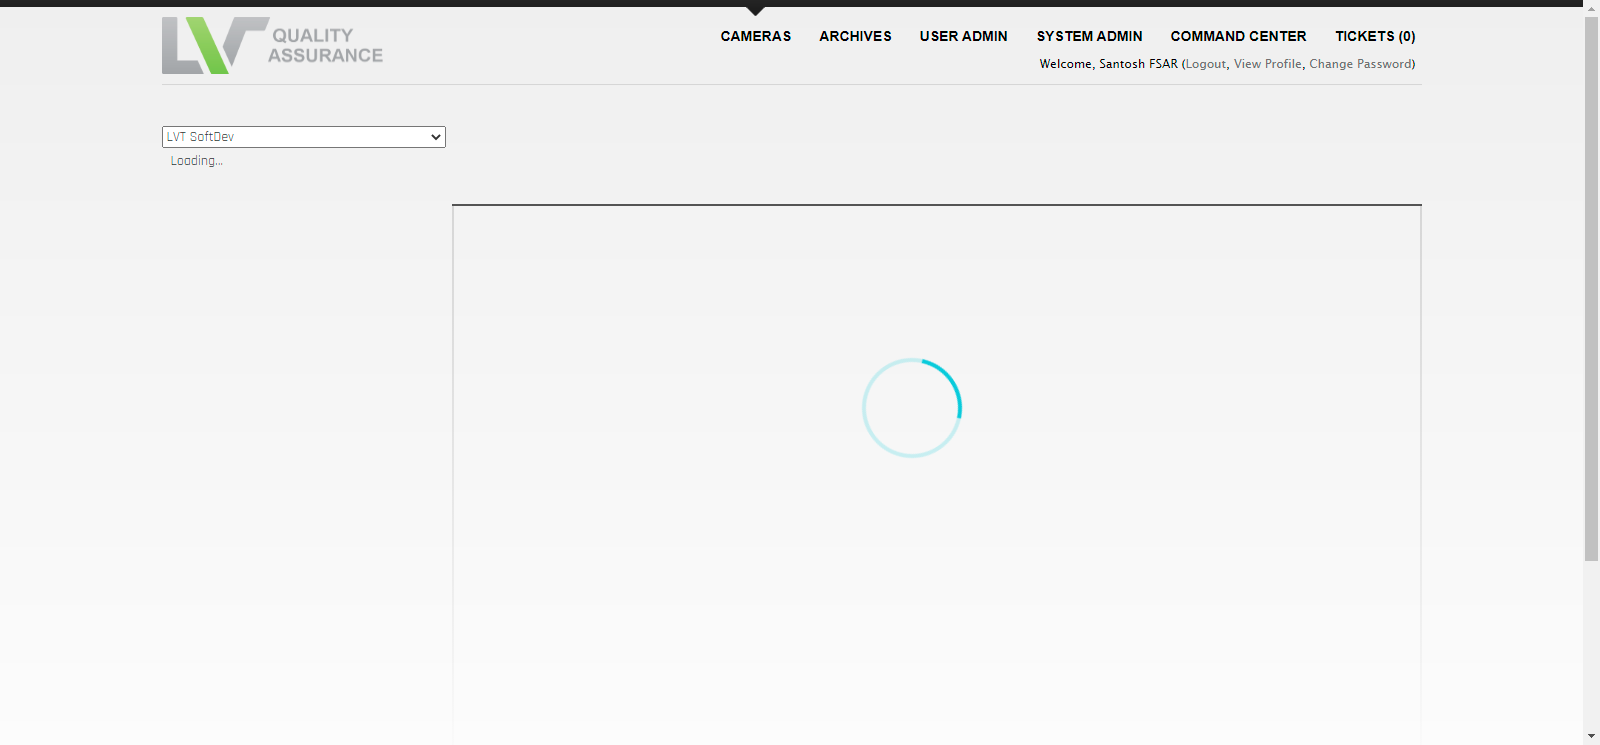 LVT QUALITY ASSURANCE
CAMERAS ARCHIVES USER ADMIN SYSTEM ADMIN COMMAND CENTER TICKETS (0)
Welcome, Santosh FSAR (Logout, View Profile, Change Password)
LVT SoftDev
Loading...